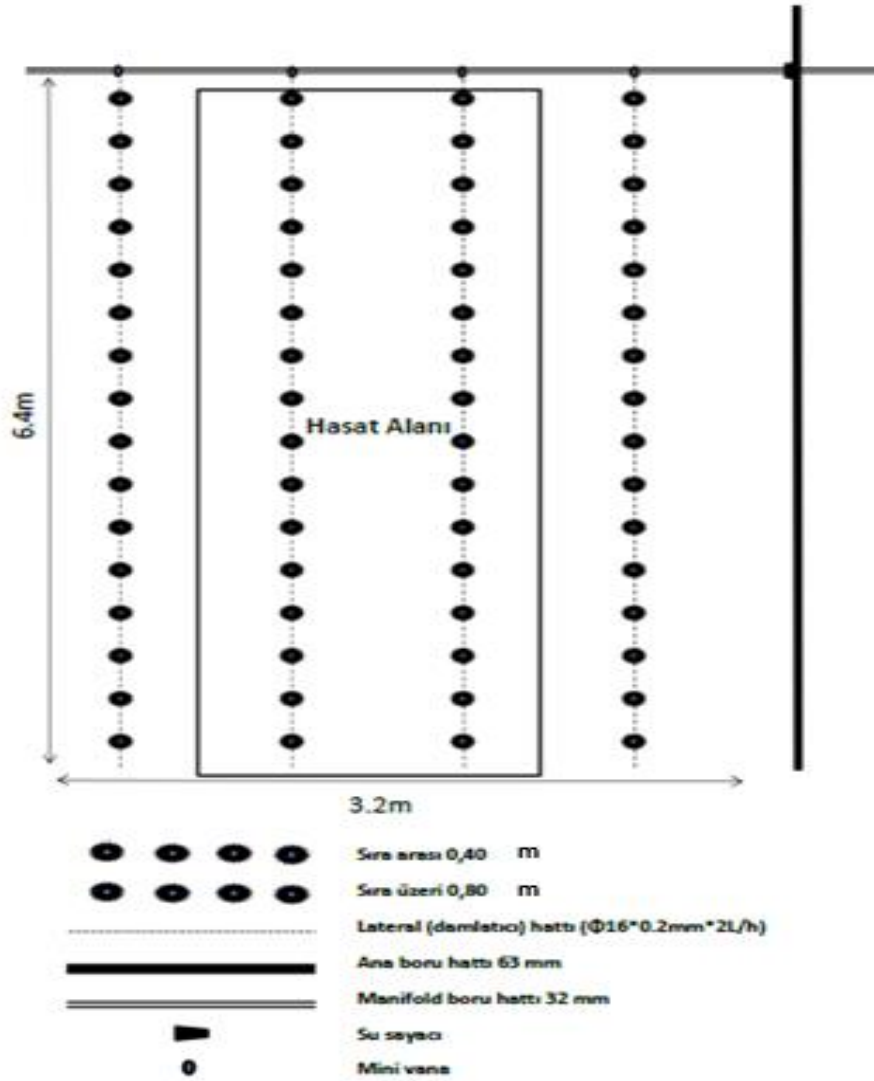 6.4m
Hasat Alanı
3.2m
Sıra arası 0,40 m
Sıra üzeri 0,80 m
Lateral (damlatıcı) hattı (Φ16*0.2mm*2L/h)
Ana boru hattı 63 mm
Manifold boru hattı 32 mm
Su sayacı
Mini vana